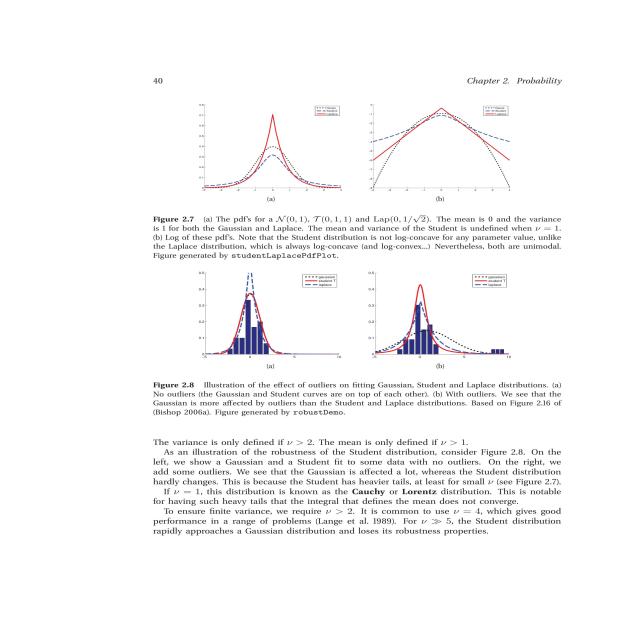 40
Chapter 2. Probability
(a)
(b)
Figure 2.7 (a) The pdf's for a N(0, 1), T(0, 1, 1) and Lap(0, 1/√2). The mean is 0 and the variance
is 1 for both the Gaussian and Laplace. The mean and variance of the Student is undefined when ν = 1.
(b) Log of these pdf's. Note that the Student distribution is not log-concave for any parameter value, unlike
the Laplace distribution, which is always log-concave (and log-convex...) Nevertheless, both are unimodal.
Figure generated by studentLaplacePdfPlot.
gaussian
student T
laplace
gaussian
student T
laplace
(a)
(b)
Figure 2.8 Illustration of the effect of outliers on fitting Gaussian, Student and Laplace distributions. (a)
No outliers (the Gaussian and Student curves are on top of each other). (b) With outliers. We see that the
Gaussian is more affected by outliers than the Student and Laplace distributions. Based on Figure 2.16 of
(Bishop 2006a). Figure generated by robustDemo.
The variance is only defined if ν > 2. The mean is only defined if ν > 1.
As an illustration of the robustness of the Student distribution, consider Figure 2.8. On the
left, we show a Gaussian and a Student fit to some data with no outliers. On the right, we
add some outliers. We see that the Gaussian is affected a lot, whereas the Student distribution
hardly changes. This is because the Student has heavier tails, at least for small ν (see Figure 2.7).
If ν = 1, this distribution is known as the Cauchy or Lorentz distribution. This is notable
for having such heavy tails that the integral that defines the mean does not converge.
To ensure finite variance, we require ν > 2. It is common to use ν = 4, which gives good
performance in a range of problems (Lange et al. 1989). For ν ≫ 5, the Student distribution
rapidly approaches a Gaussian distribution and loses its robustness properties.